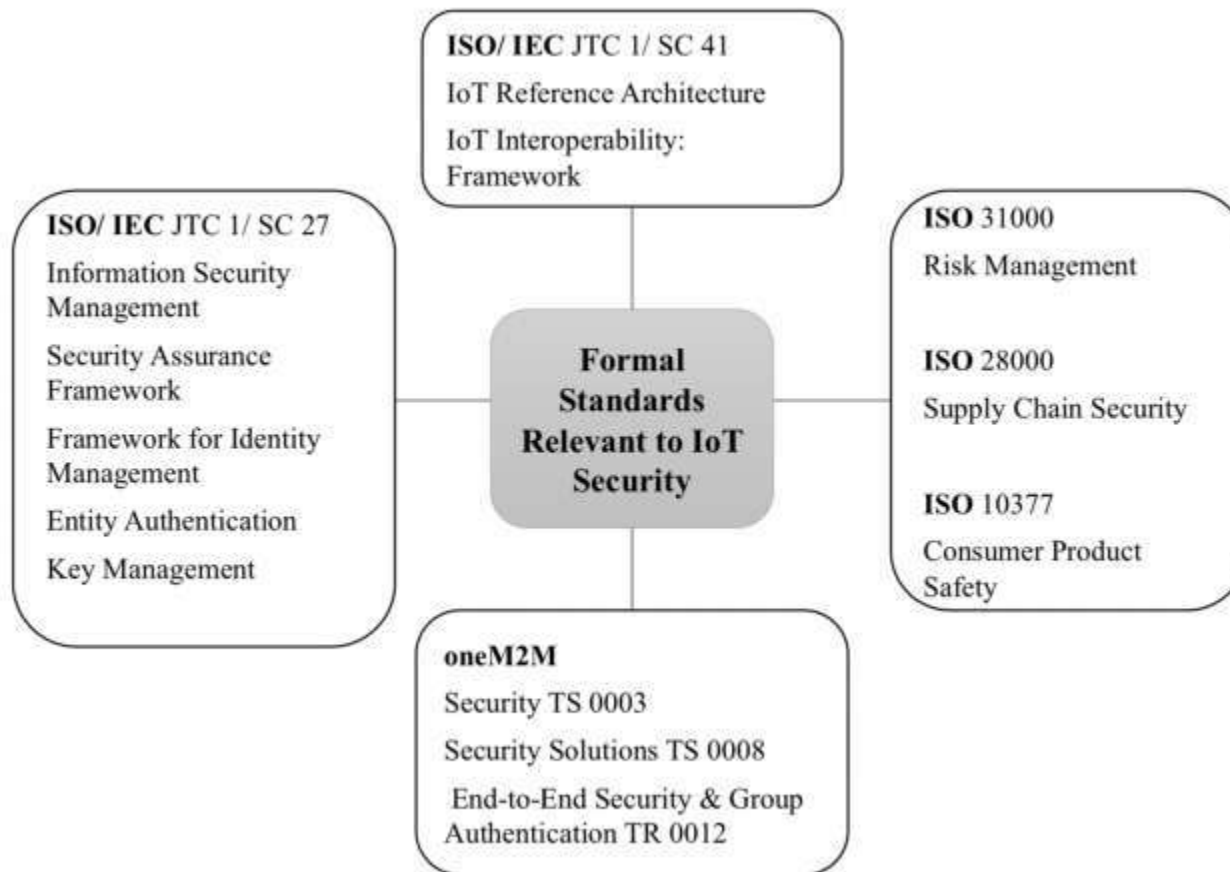 ISO/ IEC JTC 1/ SC 41
IoT Reference Architecture
IoT Interoperability:
Framework
ISO/ IEC JTC 1/ SC 27
Information Security
Management
Security Assurance
Framework
Framework for Identity
Management
Entity Authentication
Key Management
Formal
Standards
Relevant to IoT
Security
ISO 31000
Risk Management
ISO 28000
Supply Chain Security
ISO 10377
Consumer Product
Safety
oneM2M
Security TS 0003
Security Solutions TS 0008
End-to-End Security & Group
Authentication TR 0012